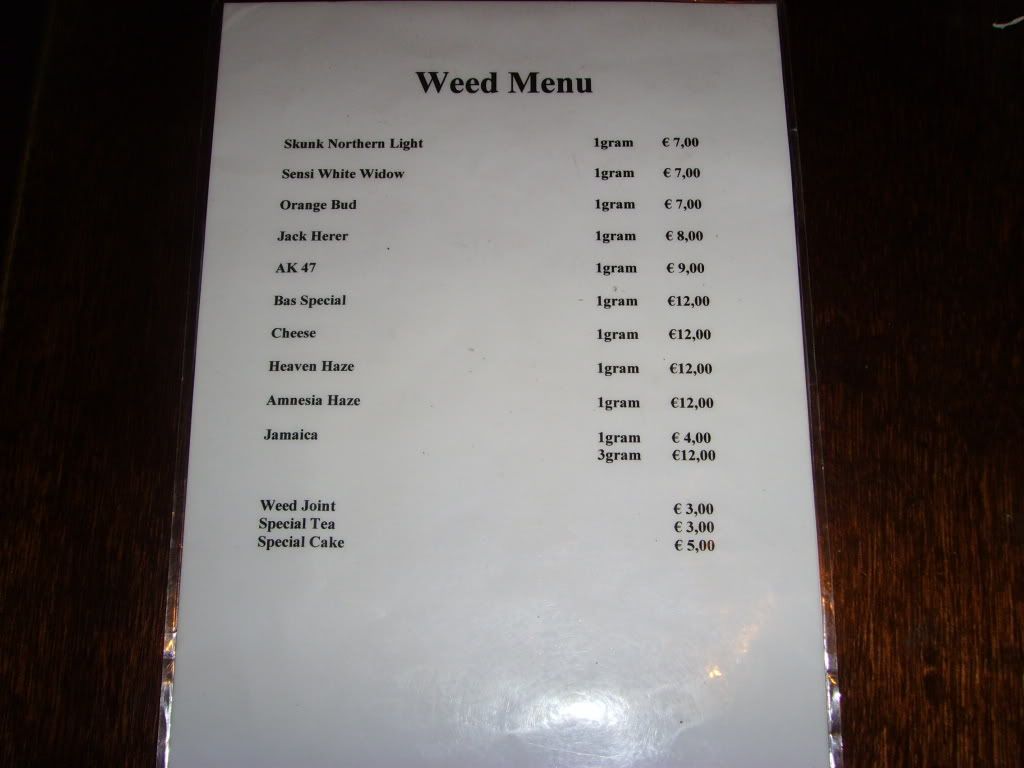 Weed Menu
Skunk Northern Light 1gram € 7,00
Sensi White Widow 1gram € 7,00
Orange Bud 1gram € 7,00
Jack Herer 1gram € 8,00
AK 47 1gram € 9,00
Bas Special 1gram €12,00
Cheese 1gram €12,00
Heaven Haze 1gram €12,00
Amnesia Haze 1gram €12,00
Jamaica 1gram € 4,00
3gram €12,00
Weed Joint € 3,00
Special Tea € 3,00
Special Cake € 5,00